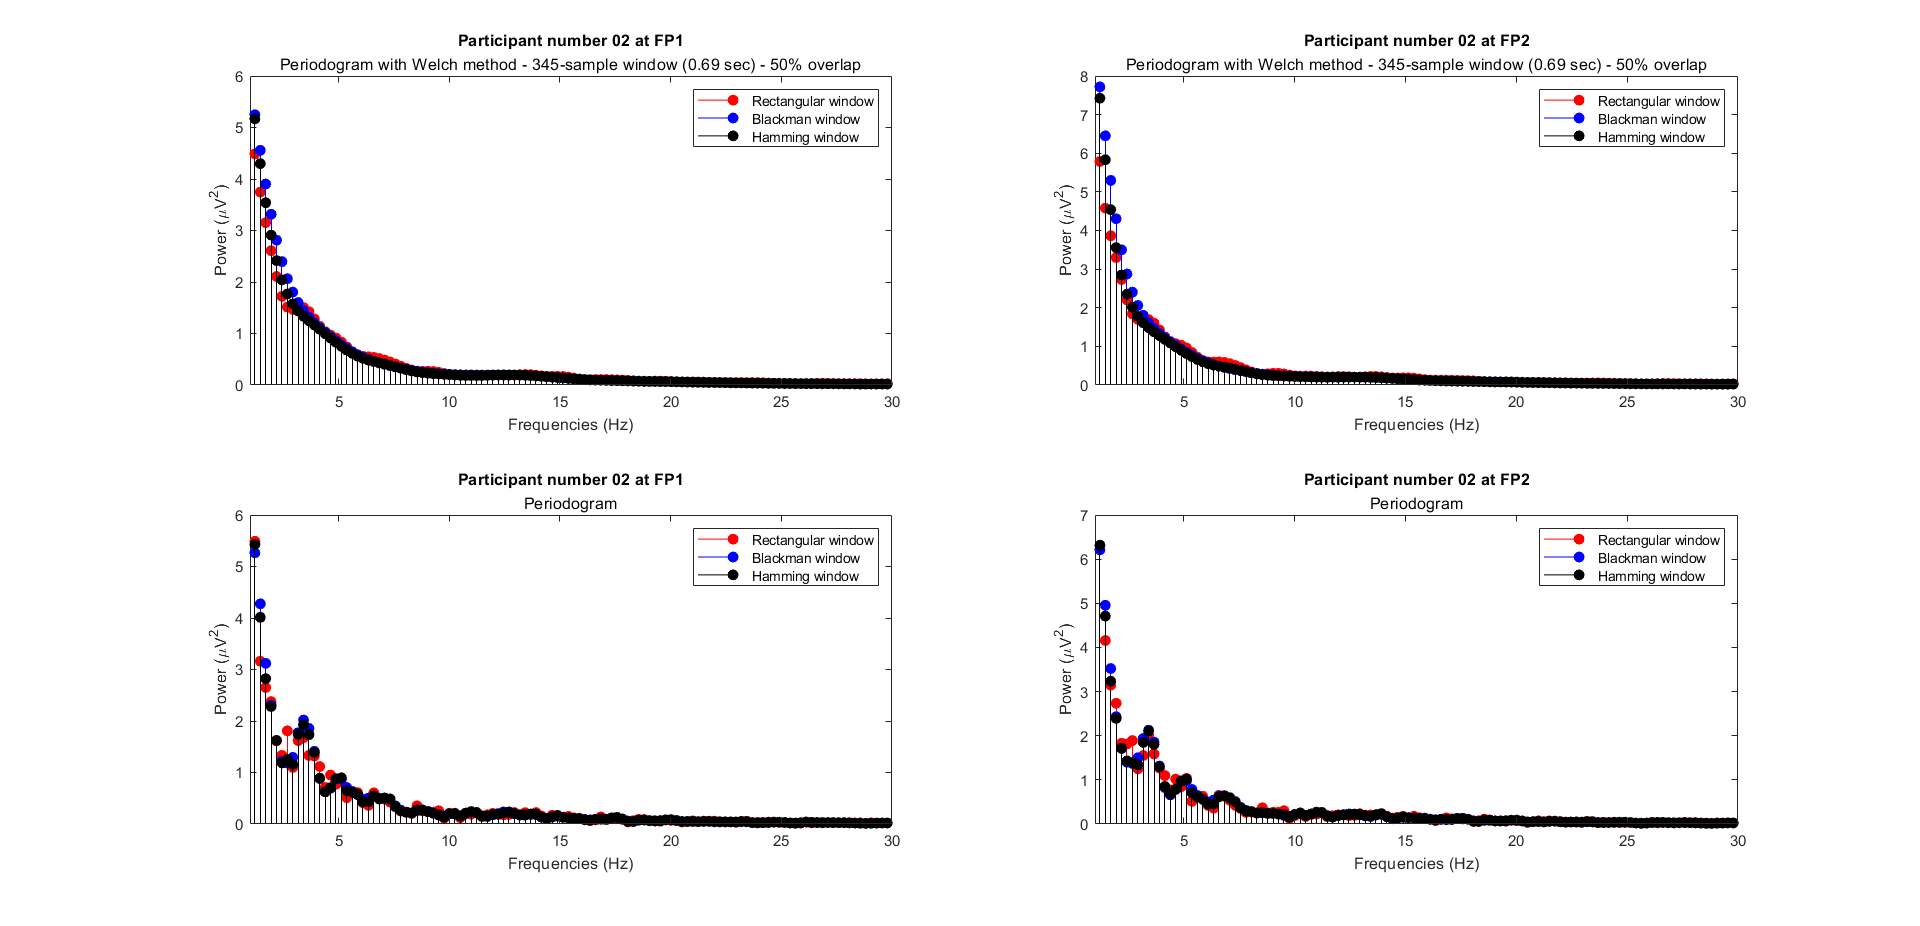 Participant number 02 at FP1
Periodogram with Welch method - 345-sample window (0.69 sec) - 50% overlap
6
5
4
3
2
1
0
Power (μV²)
Rectangular window
Blackman window
Hamming window
5 10 15 20 25 30
Frequencies (Hz)
Participant number 02 at FP2
Periodogram with Welch method - 345-sample window (0.69 sec) - 50% overlap
8
7
6
5
4
3
2
1
0
Power (μV²)
Rectangular window
Blackman window
Hamming window
5 10 15 20 25 30
Frequencies (Hz)
Participant number 02 at FP1
Periodogram
6
5
4
3
2
1
0
Power (μV²)
Rectangular window
Blackman window
Hamming window
5 10 15 20 25 30
Frequencies (Hz)
Participant number 02 at FP2
Periodogram
7
6
5
4
3
2
1
0
Power (μV²)
Rectangular window
Blackman window
Hamming window
5 10 15 20 25 30
Frequencies (Hz)